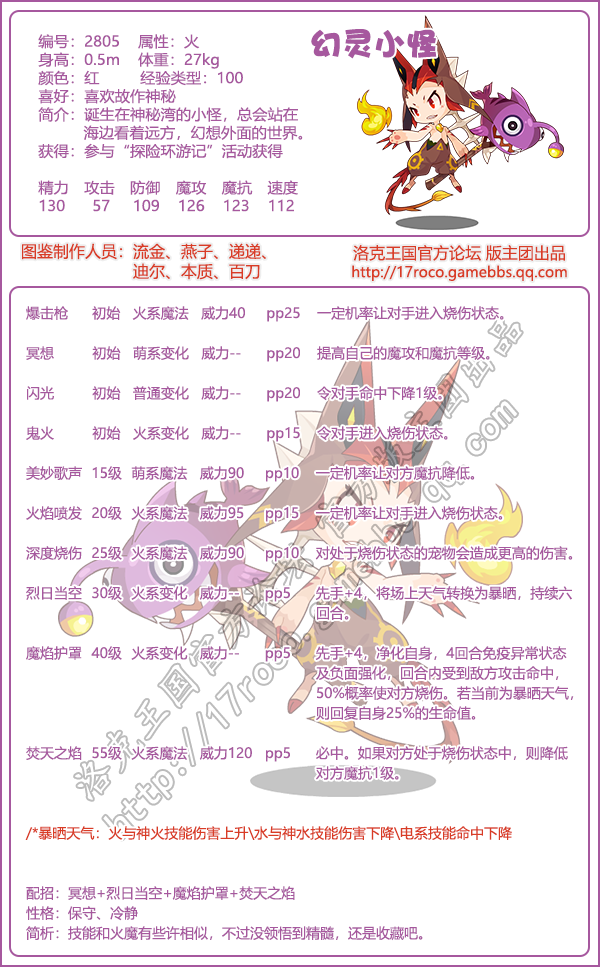 幻灵小怪
编号：2805 属性：火
身高：0.5m 体重：27kg
颜色：红 经验类型：100
喜好：喜欢故作神秘
简介：诞生在神秘湾的小怪，总会站在
海边看着远方，幻想外面的世界。
获得：参与“探险环游记”活动获得
精力 攻击 防御 魔攻 魔抗 速度
130 57 109 126 123 112
图鉴制作人员：流金、燕子、递递、
迪尔、本质、百刀
洛克王国官方论坛 版主团出品
http://17roco.gamebbs.qq.com
爆击枪 初始 火系魔法 威力40 pp25 一定机率让对手进入烧伤状态。
冥想 初始 萌系变化 威力-- pp20 提高自己的魔攻和魔抗等级。
闪光 初始 普通变化 威力-- pp20 令对手命中下降1级。
鬼火 初始 火系变化 威力-- pp15 令对手进入烧伤状态。
美妙歌声 15级 萌系魔法 威力90 pp10 一定机率让对方魔抗降低。
火焰喷发 20级 火系魔法 威力95 pp15 一定机率让对手进入烧伤状态。
深度烧伤 25级 火系魔法 威力90 pp10 对处于烧伤状态的宠物会造成更高的伤害。
烈日当空 30级 火系变化 威力-- pp5 先手+4，将场上天气转换为暴晒，持续六
回合。
魔焰护罩 40级 火系变化 威力-- pp5 先手+4，净化自身，4回合免疫异常状态
及负面强化，回合内受到敌方攻击命中，
50%概率使对方烧伤。若当前为暴晒天气，
则回复自身25%的生命值。
焚天之焰 55级 火系魔法 威力120 pp5 必中。如果对方处于烧伤状态中，则降低
对方魔抗1级。
/*暴晒天气：火与神火技能伤害上升\水与神水技能伤害下降\电系技能命中下降
配招：冥想+烈日当空+魔焰护罩+焚天之焰
性格：保守、冷静
简析：技能和火魔有些许相似，不过没领悟到精髓，还是收藏吧。
洛克王国官方论坛版主团出品
http://17roco.gamebbs.qq.com